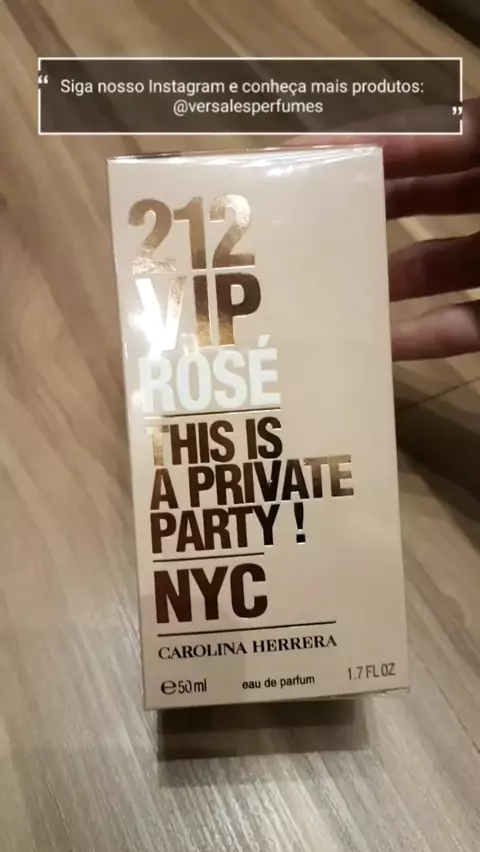 “ Siga nosso Instagram e conheça mais produtos:
@versalesperfumes ”
212
VIP
ROSÉ
THIS IS
A PRIVATE
PARTY !
NYC
CAROLINA HERRERA
e50ml eau de parfum 1.7 FL OZ